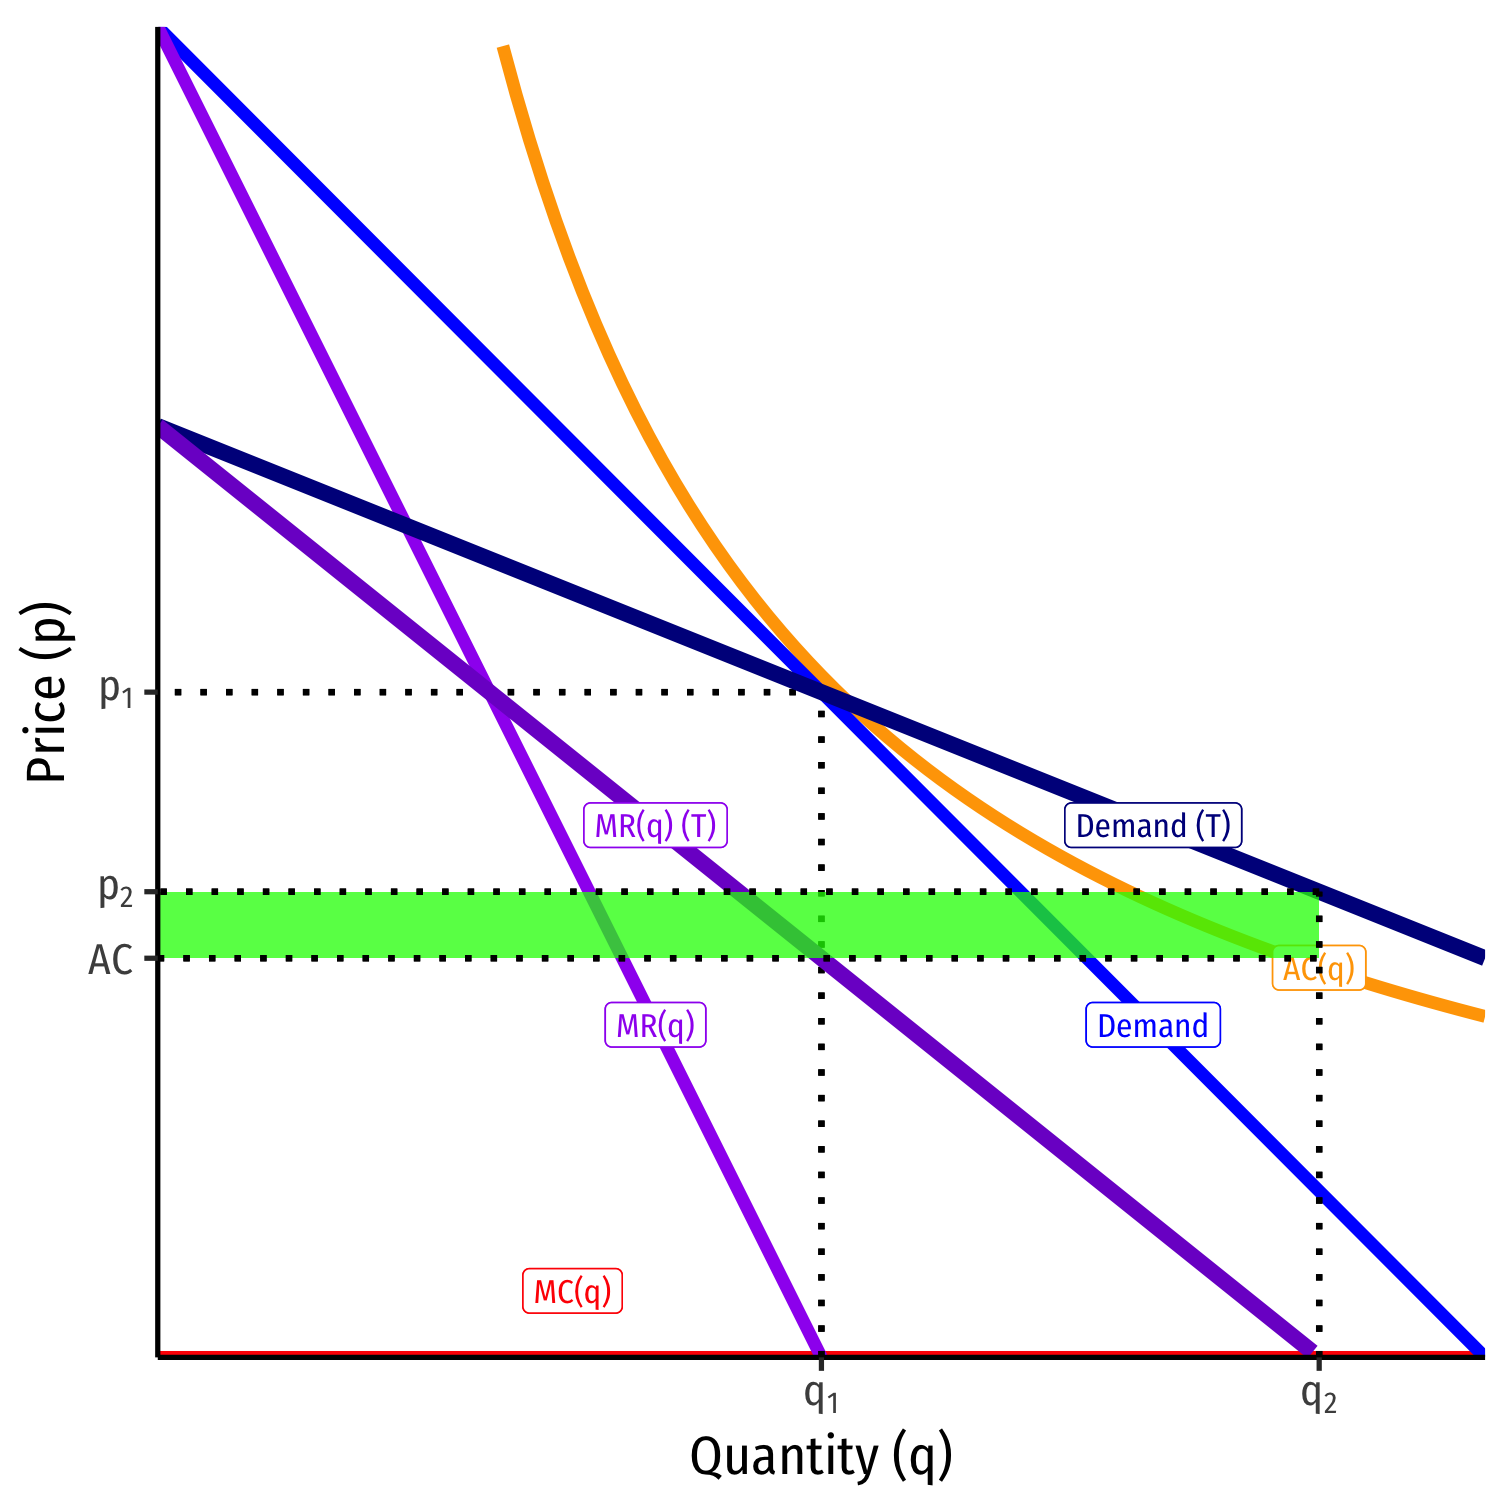 Price (p)
p₁
p₂
AC
MR(q) (T)
Demand (T)
AC(q)
MR(q)
Demand
MC(q)
q₁
q₂
Quantity (q)